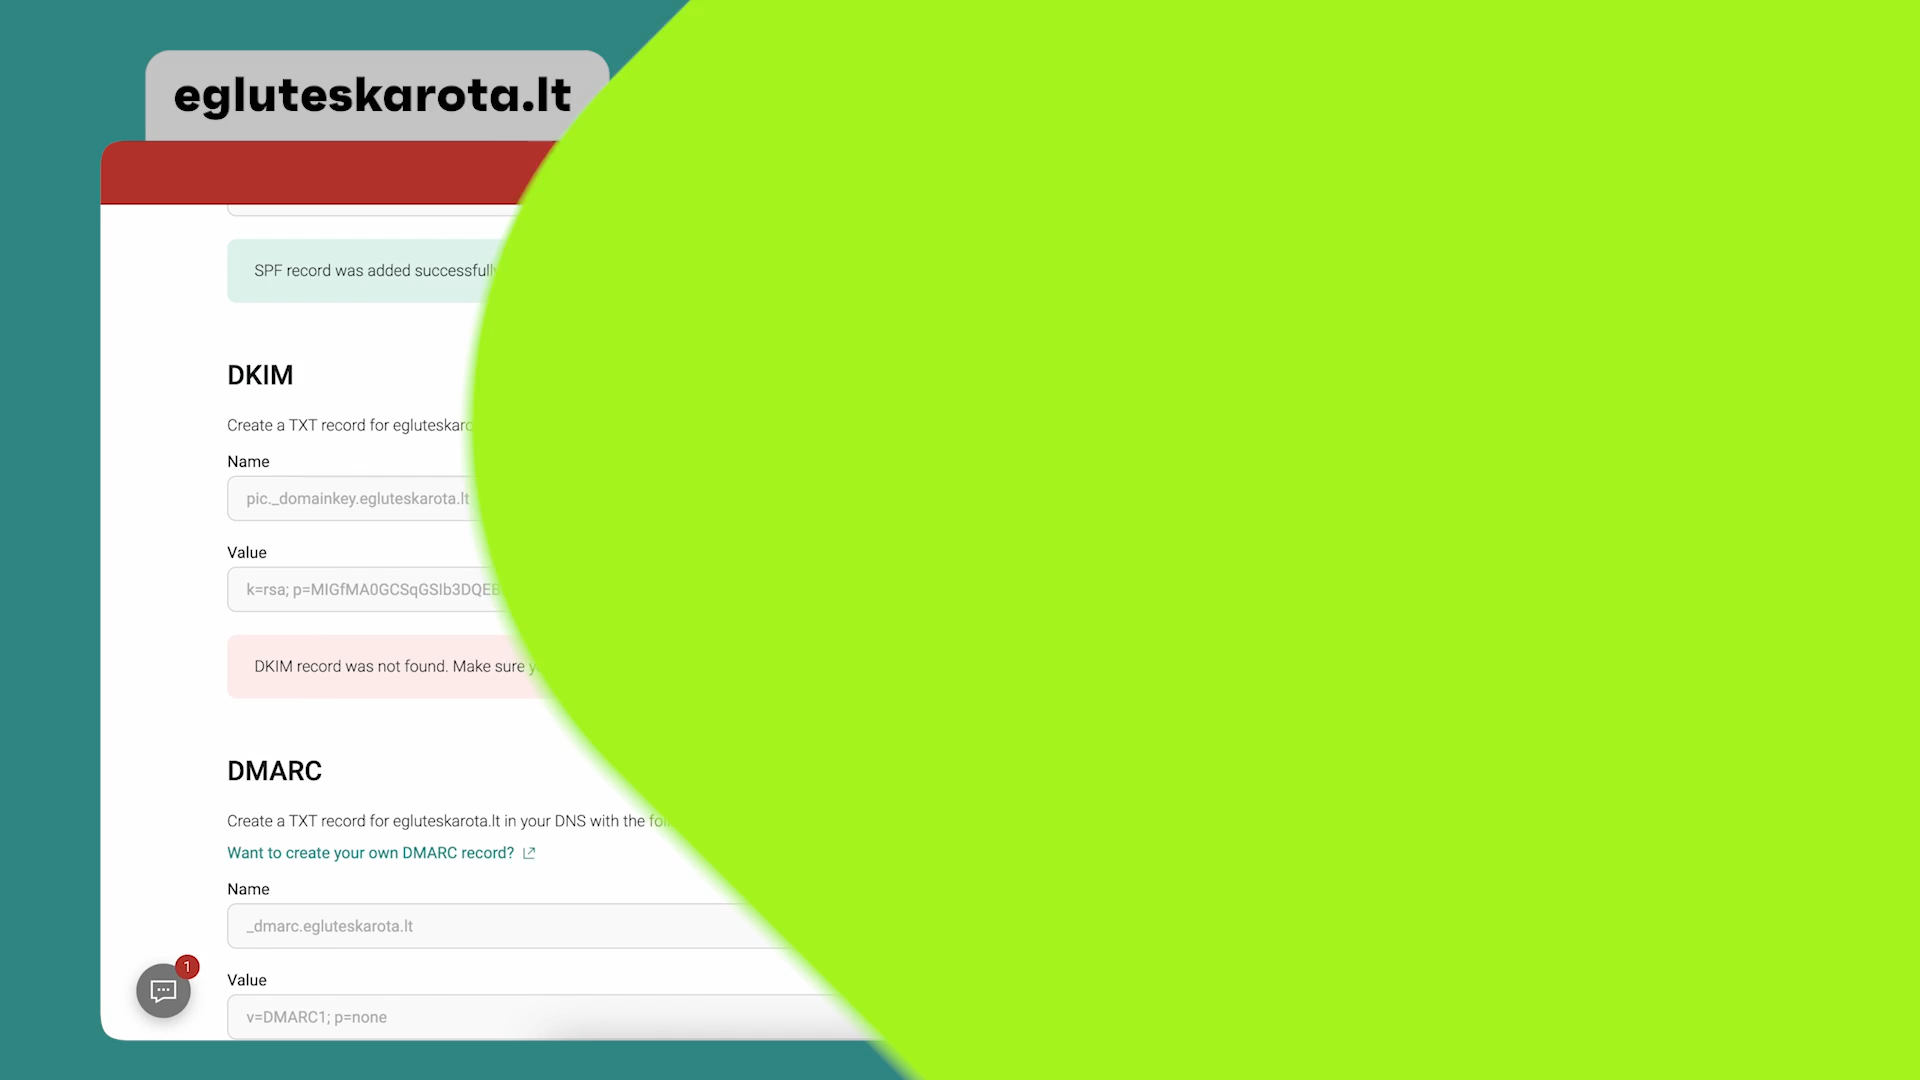 egluteskarota.lt
SPF record was added successfully
DKIM
Create a TXT record for egluteskaro
Name
pic._domainkey.egluteskarota.lt
Value
k=rsa; p=MIGfMA0GCSqGSIb3DQEB
DKIM record was not found. Make sure y
DMARC
Create a TXT record for egluteskarota.lt in your DNS with the
Want to create your own DMARC record?
Name
_dmarc.egluteskarota.lt
1
Value
v=DMARC1; p=none